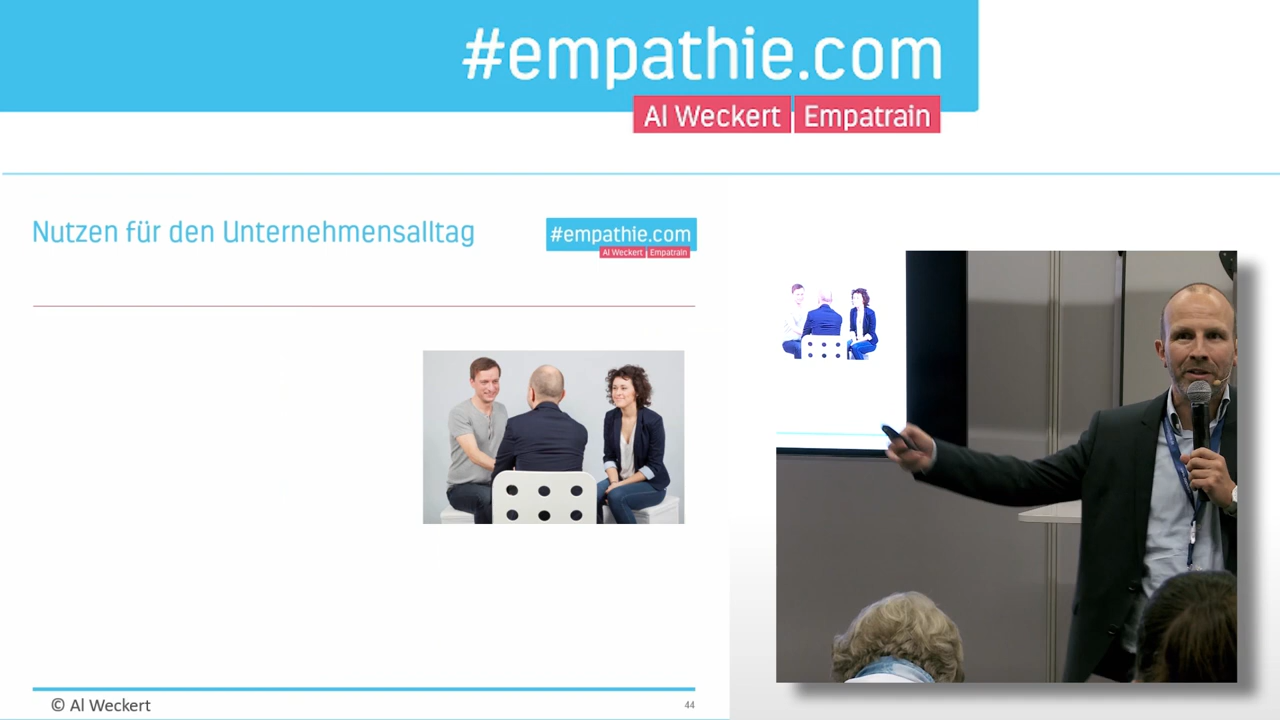 #empathie.com
Al Weckert Empatrain
Nutzen für den Unternehmensalltag
#empathie.com
Al Weckert Empatrain
© Al Weckert
44